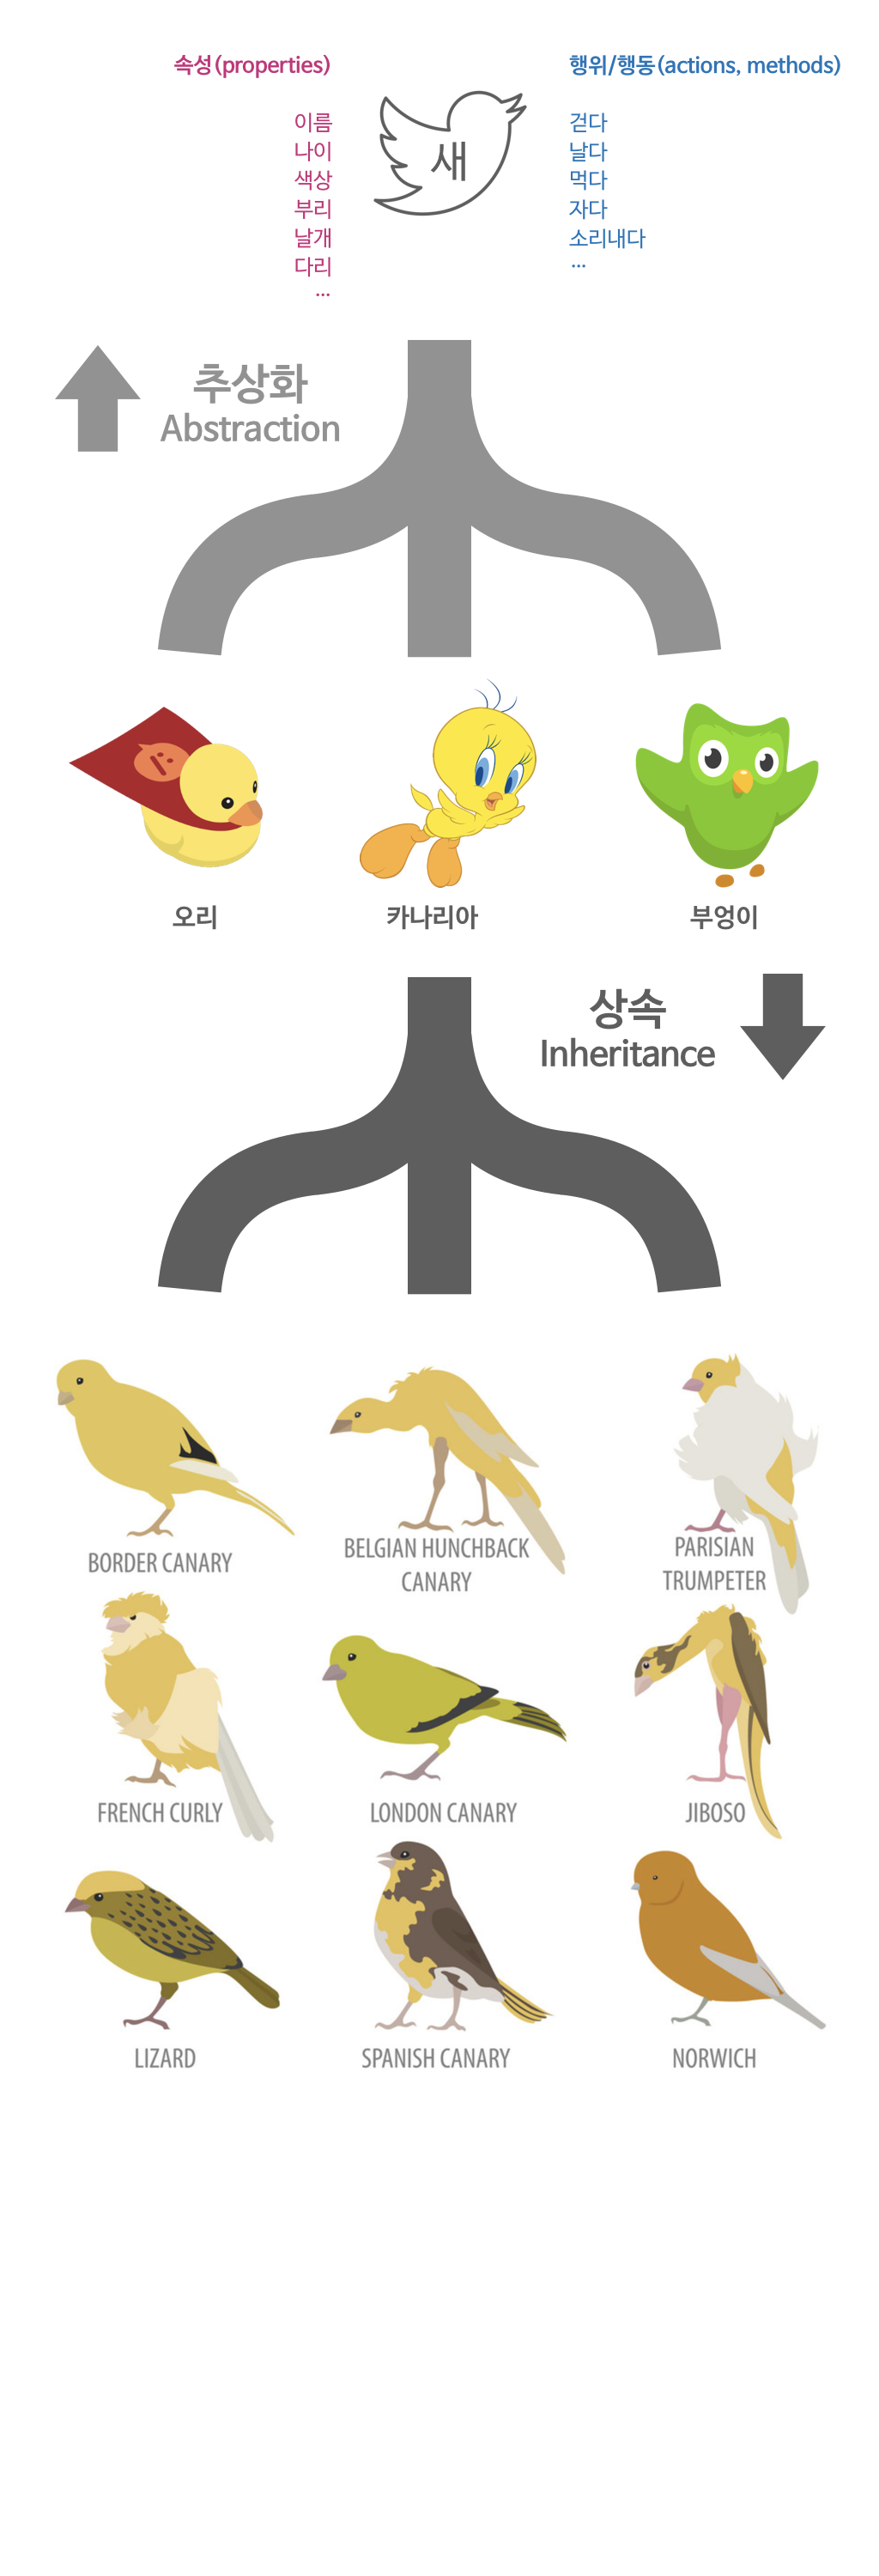 속성(properties)
이름
나이
색상
부리
날개
다리
...
새
행위/행동(actions, methods)
걷다
날다
먹다
자다
소리내다
...
추상화
Abstraction
오리
카나리아
부엉이
상속
Inheritance
BORDER CANARY
BELGIAN HUNCHBACK
CANARY
PARISIAN
TRUMPETER
FRENCH CURLY
LONDON CANARY
JIBOSO
LIZARD
SPANISH CANARY
NORWICH